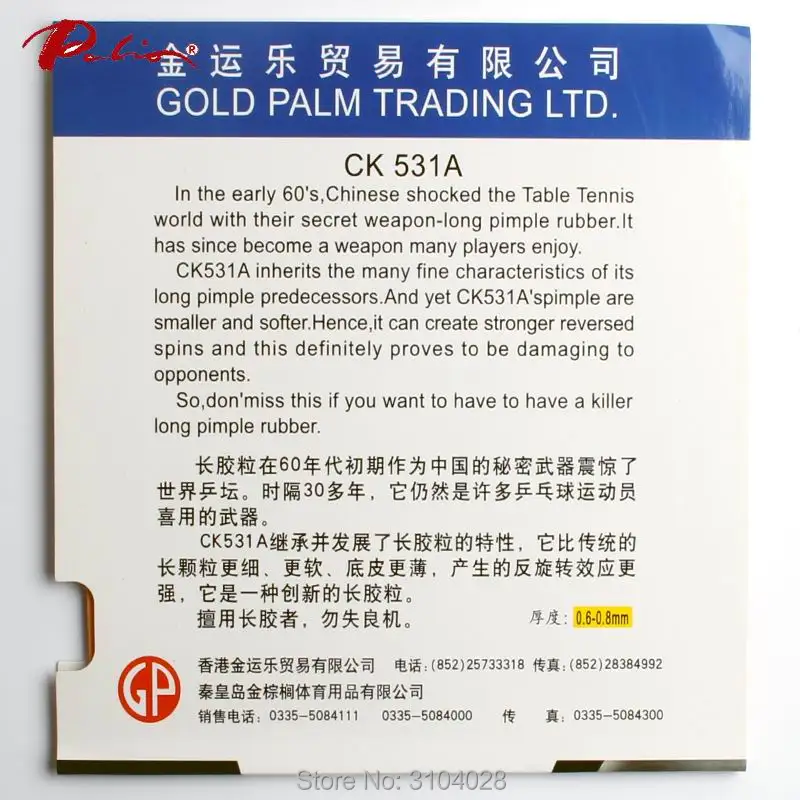 Palio®
金运乐贸易有限公司
GOLD PALM TRADING LTD.
CK 531A
In the early 60's,Chinese shocked the Table Tennis
world with their secret weapon-long pimple rubber.It
has since become a weapon many players enjoy.
CK531A inherits the many fine characteristics of its
long pimple predecessors.And yet CK531A'spimple are
smaller and softer.Hence,it can create stronger reversed
spins and this definitely proves to be damaging to
opponents.
So,don'miss this if you want to have to have a killer
long pimple rubber.
长胶粒在60年代初期作为中国的秘密武器震惊了
世界乒坛。时隔30多年，它仍然是许多乒乓球运动员
喜用的武器。
CK531A继承并发展了长胶粒的特性，它比传统的
长颗粒更细、更软、底皮更薄，产生的反旋转效应更
强，它是一种创新的长胶粒。
擅用长胶者，勿失良机。
厚度：0.6-0.8mm
GP
香港金运乐贸易有限公司 电话:(852)25733318 传真:(852)28384992
秦皇岛金棕榈体育用品有限公司
销售电话：0335-5084111 0335-5084000 传 真：0335-5084300
Store No.: 3104028